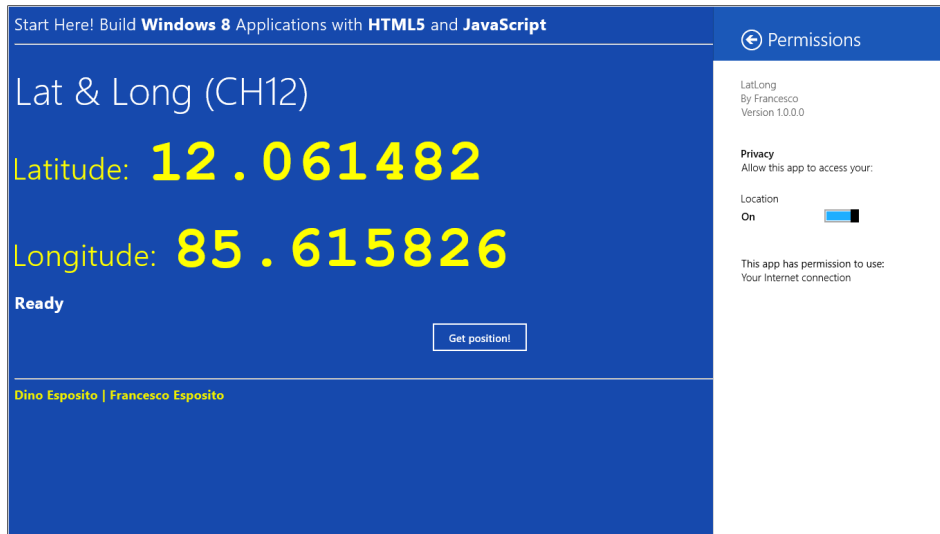 Start Here! Build Windows 8 Applications with HTML5 and JavaScript
Lat & Long (CH12)
Latitude: 12.061482
Longitude: 85.615826
Ready
Get position!
Dino Esposito | Francesco Esposito
Permissions
LatLong
By Francesco
Version 1.0.0.0
Privacy
Allow this app to access your:
Location
On
This app has permission to use:
Your Internet connection